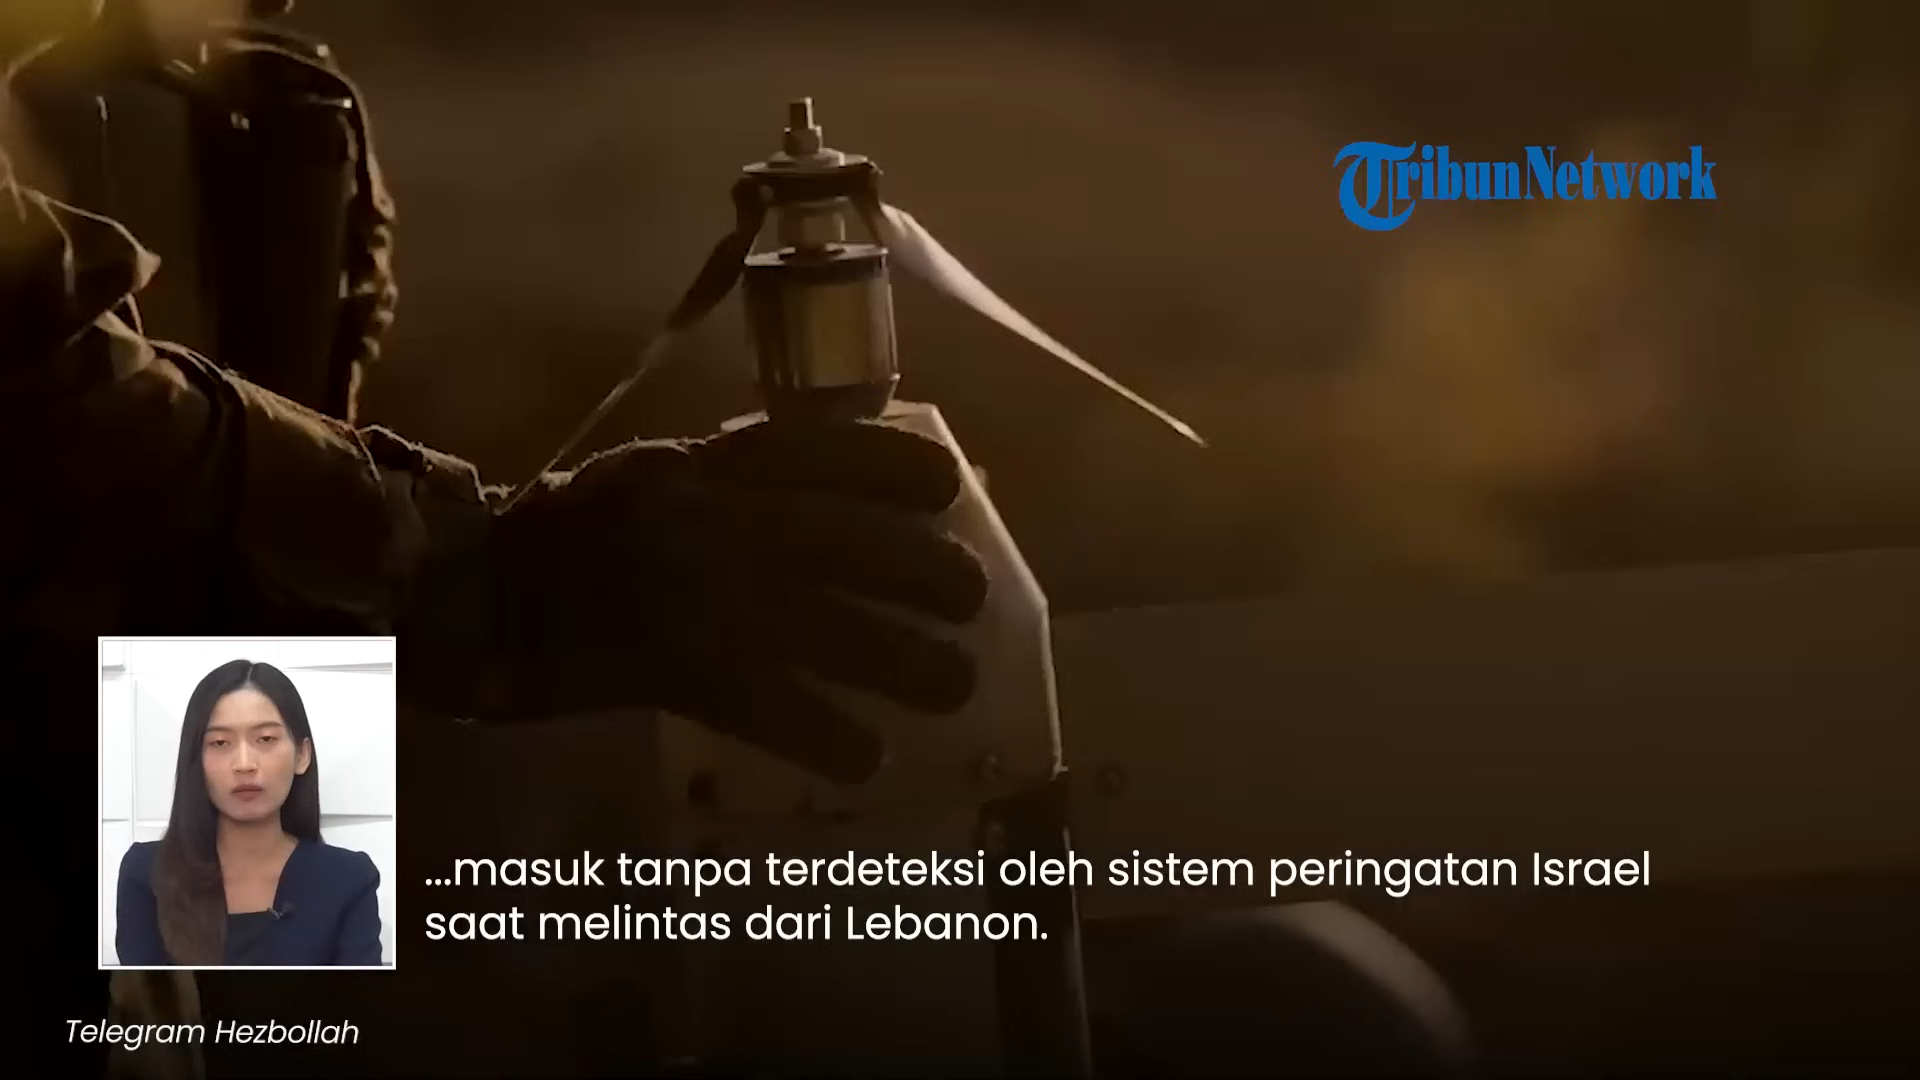 TribunNetwork
...masuk tanpa terdeteksi oleh sistem peringatan Israel
saat melintas dari Lebanon.
Telegram Hezbollah